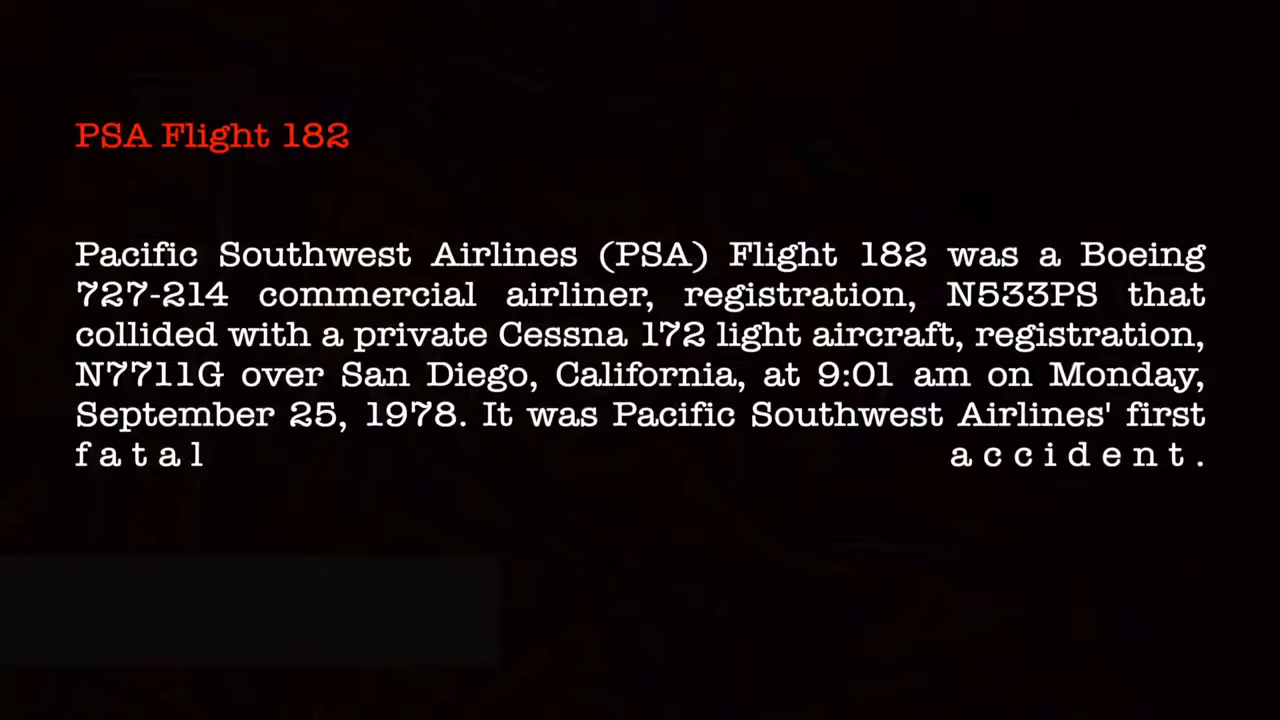 PSA Flight 182
Pacific Southwest Airlines (PSA) Flight 182 was a Boeing
727-214 commercial airliner, registration, N533PS that
collided with a private Cessna 172 light aircraft, registration,
N7711G over San Diego, California, at 9:01 am on Monday,
September 25, 1978. It was Pacific Southwest Airlines' first
fatal accident.